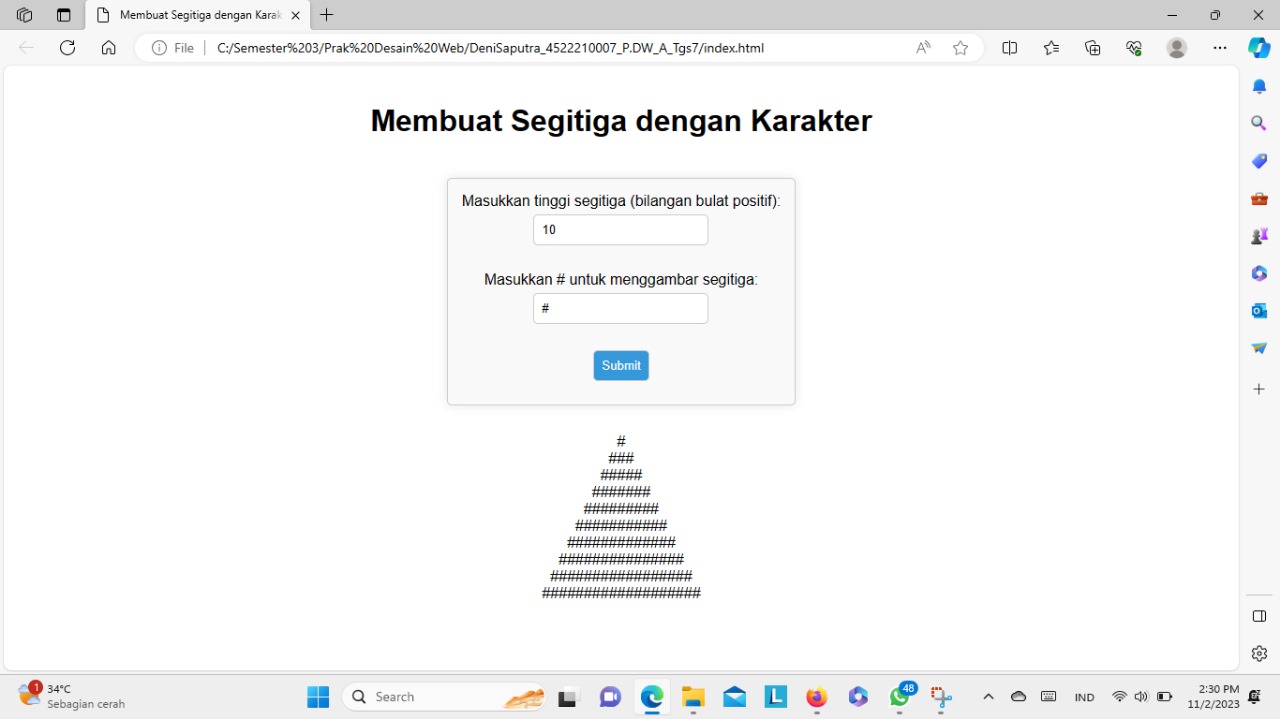 Membuat Segitiga dengan Karak
File
C:/Semester%203/Prak%20Desain%20Web/DeniSaputra_4522210007_P.DW_A_Tgs7/index.html
Membuat Segitiga dengan Karakter
Masukkan tinggi segitiga (bilangan bulat positif):
10
Masukkan # untuk menggambar segitiga:
#
Submit
#
###
#####
#######
#########
###########
#############
###############
#################
###################
1
34°C
Sebagian cerah
Search
L
48
IND
2:30 PM
11/2/2023